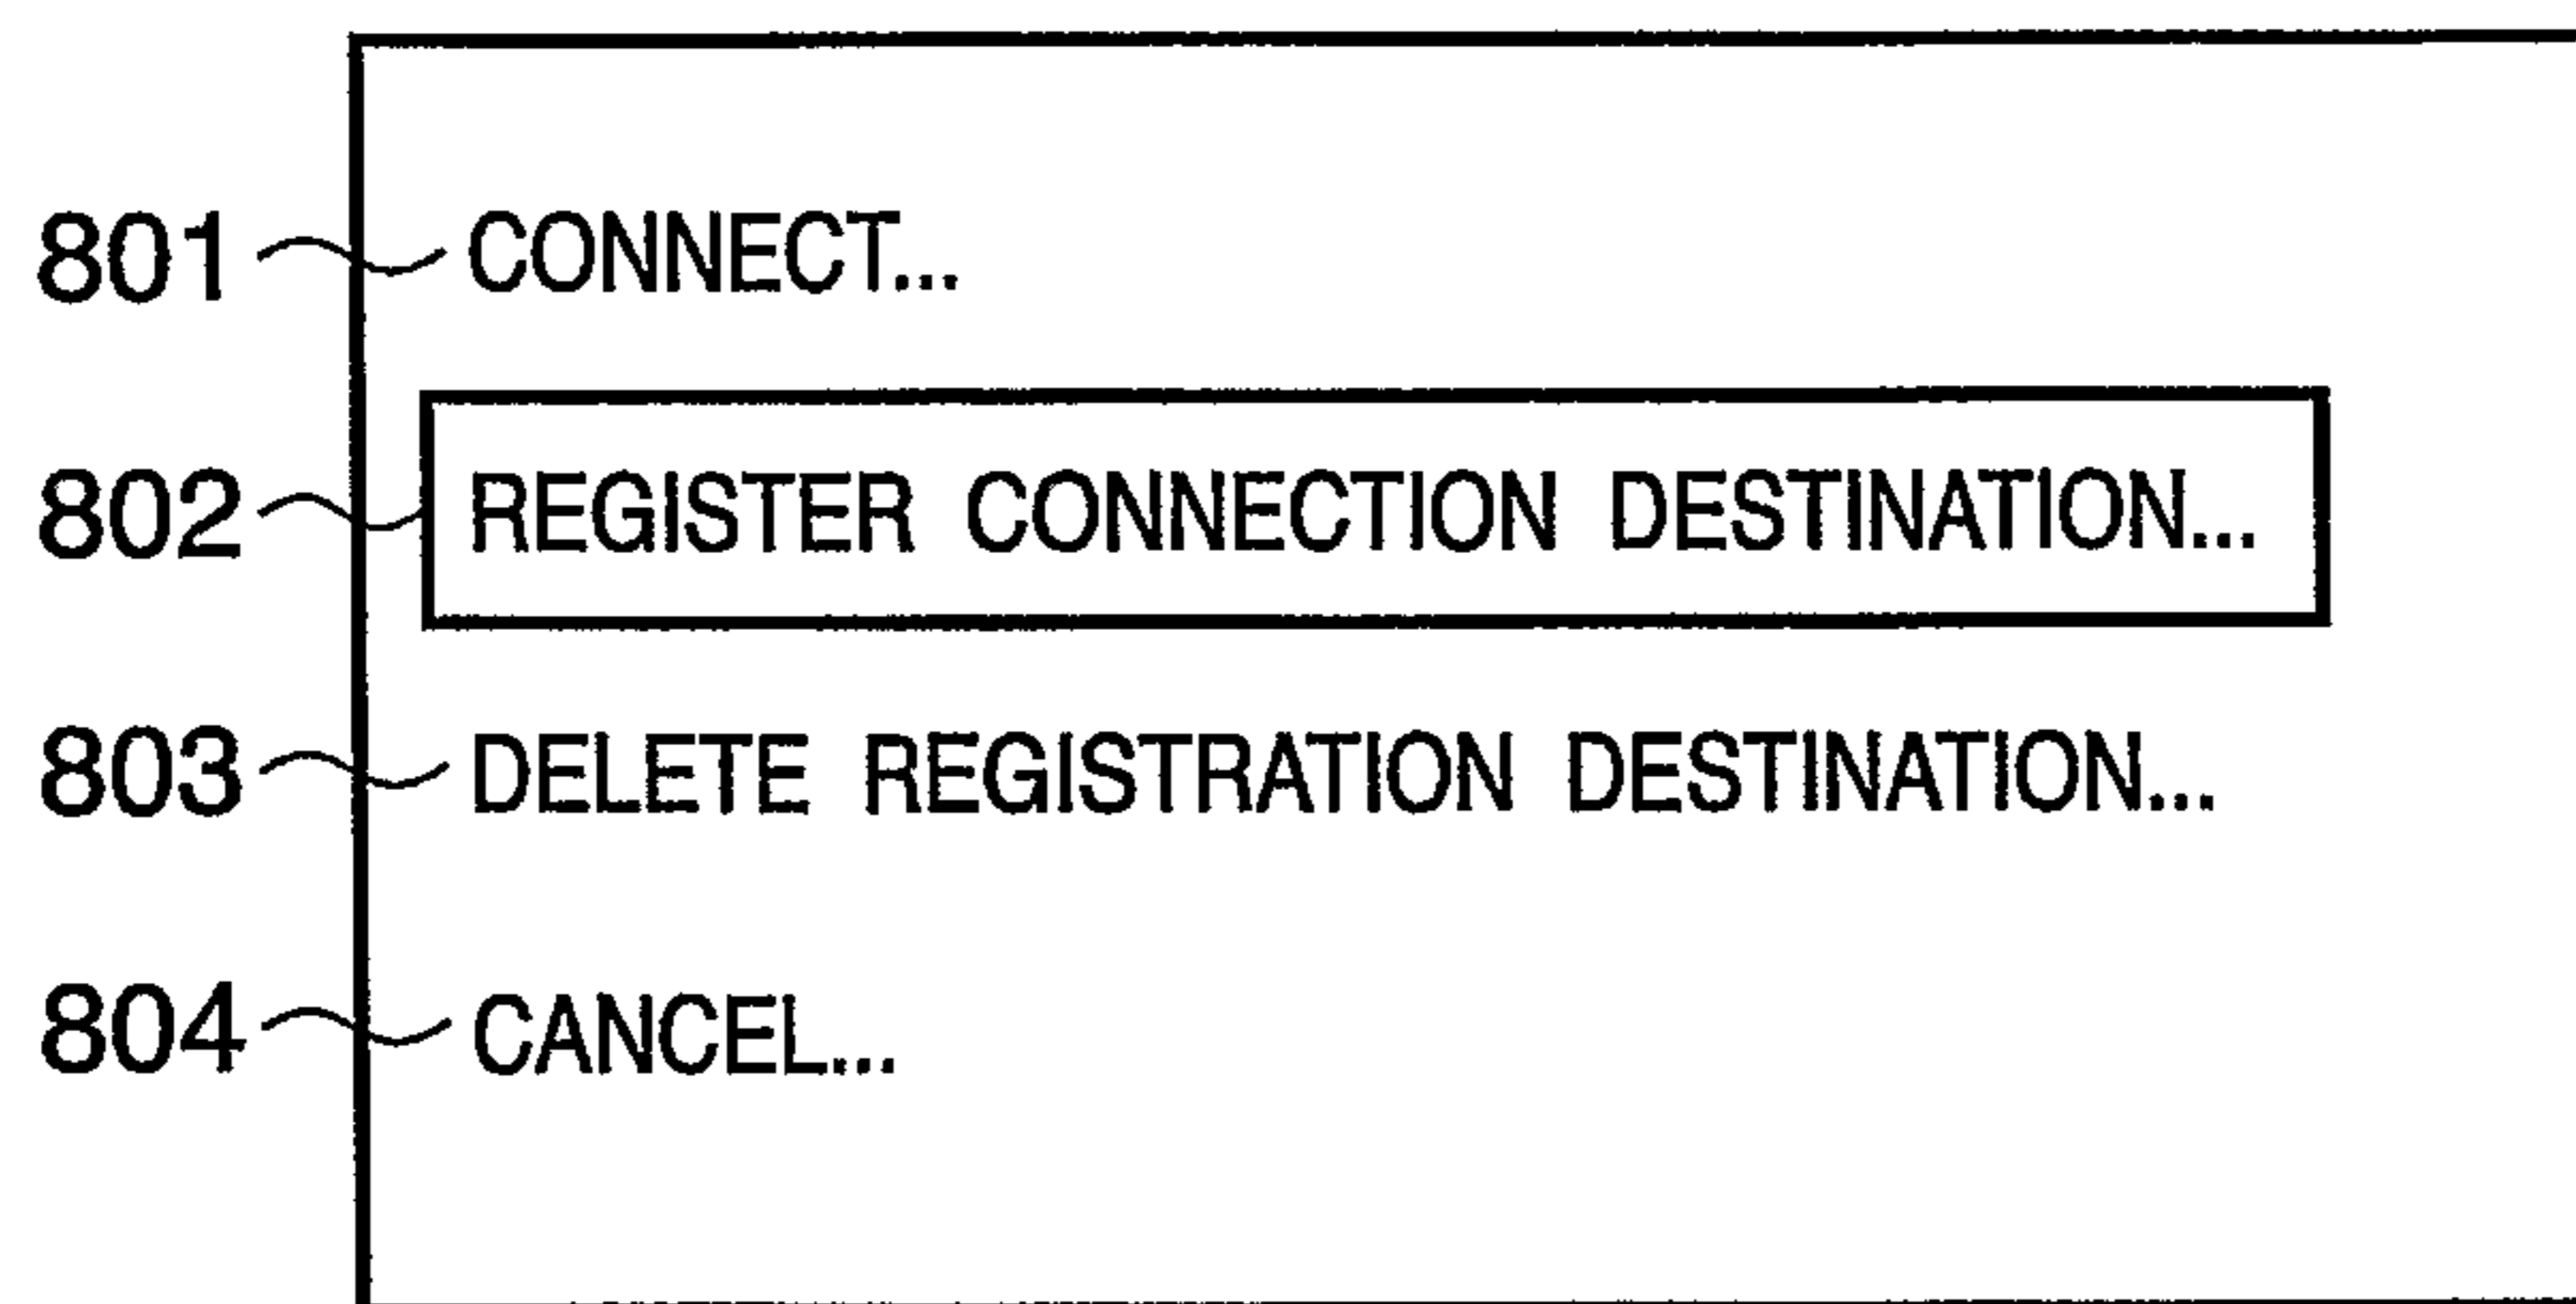 801 CONNECT...
802 REGISTER CONNECTION DESTINATION...
803 DELETE REGISTRATION DESTINATION...
804 CANCEL...